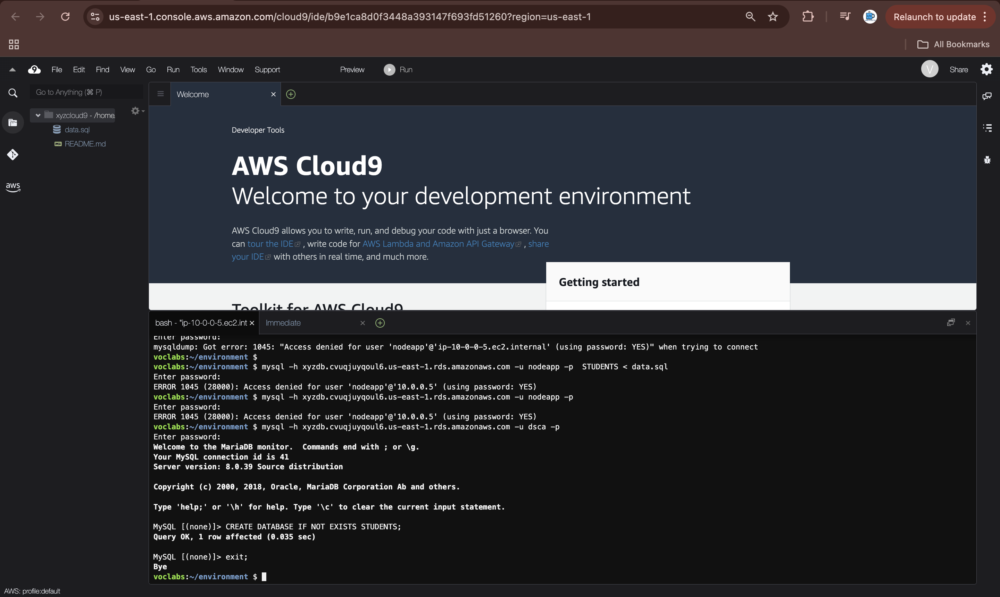 us-east-1.console.aws.amazon.com/cloud9/ide/b9e1ca8d0f3448a393147f693fd51260?region=us-east-1
Relaunch to update
All Bookmarks
9 File Edit Find View Go Run Tools Window Support Preview Run V Share
Go to Anything (⌘ P)
Welcome
xyzcloud9 - /home/
data.sql
README.md
aws
Developer Tools
AWS Cloud9
Welcome to your development environment
AWS Cloud9 allows you to write, run, and debug your code with just a browser. You
can tour the IDE , write code for AWS Lambda and Amazon API Gateway , share
your IDE with others in real time, and much more.
Getting started
Toolkit for AWS Cloud9
bash - "ip-10-0-0-5.ec2.int
Immediate
Enter password:
mysqldump: Got error: 1045: "Access denied for user 'nodeapp'@'ip-10-0-0-5.ec2.internal' (using password: YES)" when trying to connect
voclabs:~/environment $
voclabs:~/environment $ mysql -h xyzdb.cvuqjuyqoul6.us-east-1.rds.amazonaws.com -u nodeapp -p  STUDENTS < data.sql
Enter password:
ERROR 1045 (28000): Access denied for user 'nodeapp'@'10.0.0.5' (using password: YES)
voclabs:~/environment $ mysql -h xyzdb.cvuqjuyqoul6.us-east-1.rds.amazonaws.com -u nodeapp -p
Enter password:
ERROR 1045 (28000): Access denied for user 'nodeapp'@'10.0.0.5' (using password: YES)
voclabs:~/environment $ mysql -h xyzdb.cvuqjuyqoul6.us-east-1.rds.amazonaws.com -u dsca -p
Enter password:
Welcome to the MariaDB monitor.  Commands end with ; or \g.
Your MySQL connection id is 41
Server version: 8.0.39 Source distribution
Copyright (c) 2000, 2018, Oracle, MariaDB Corporation Ab and others.
Type 'help;' or '\h' for help. Type '\c' to clear the current input statement.
MySQL [(none)]> CREATE DATABASE IF NOT EXISTS STUDENTS;
Query OK, 1 row affected (0.035 sec)
MySQL [(none)]> exit;
Bye
voclabs:~/environment $
AWS: profile:default